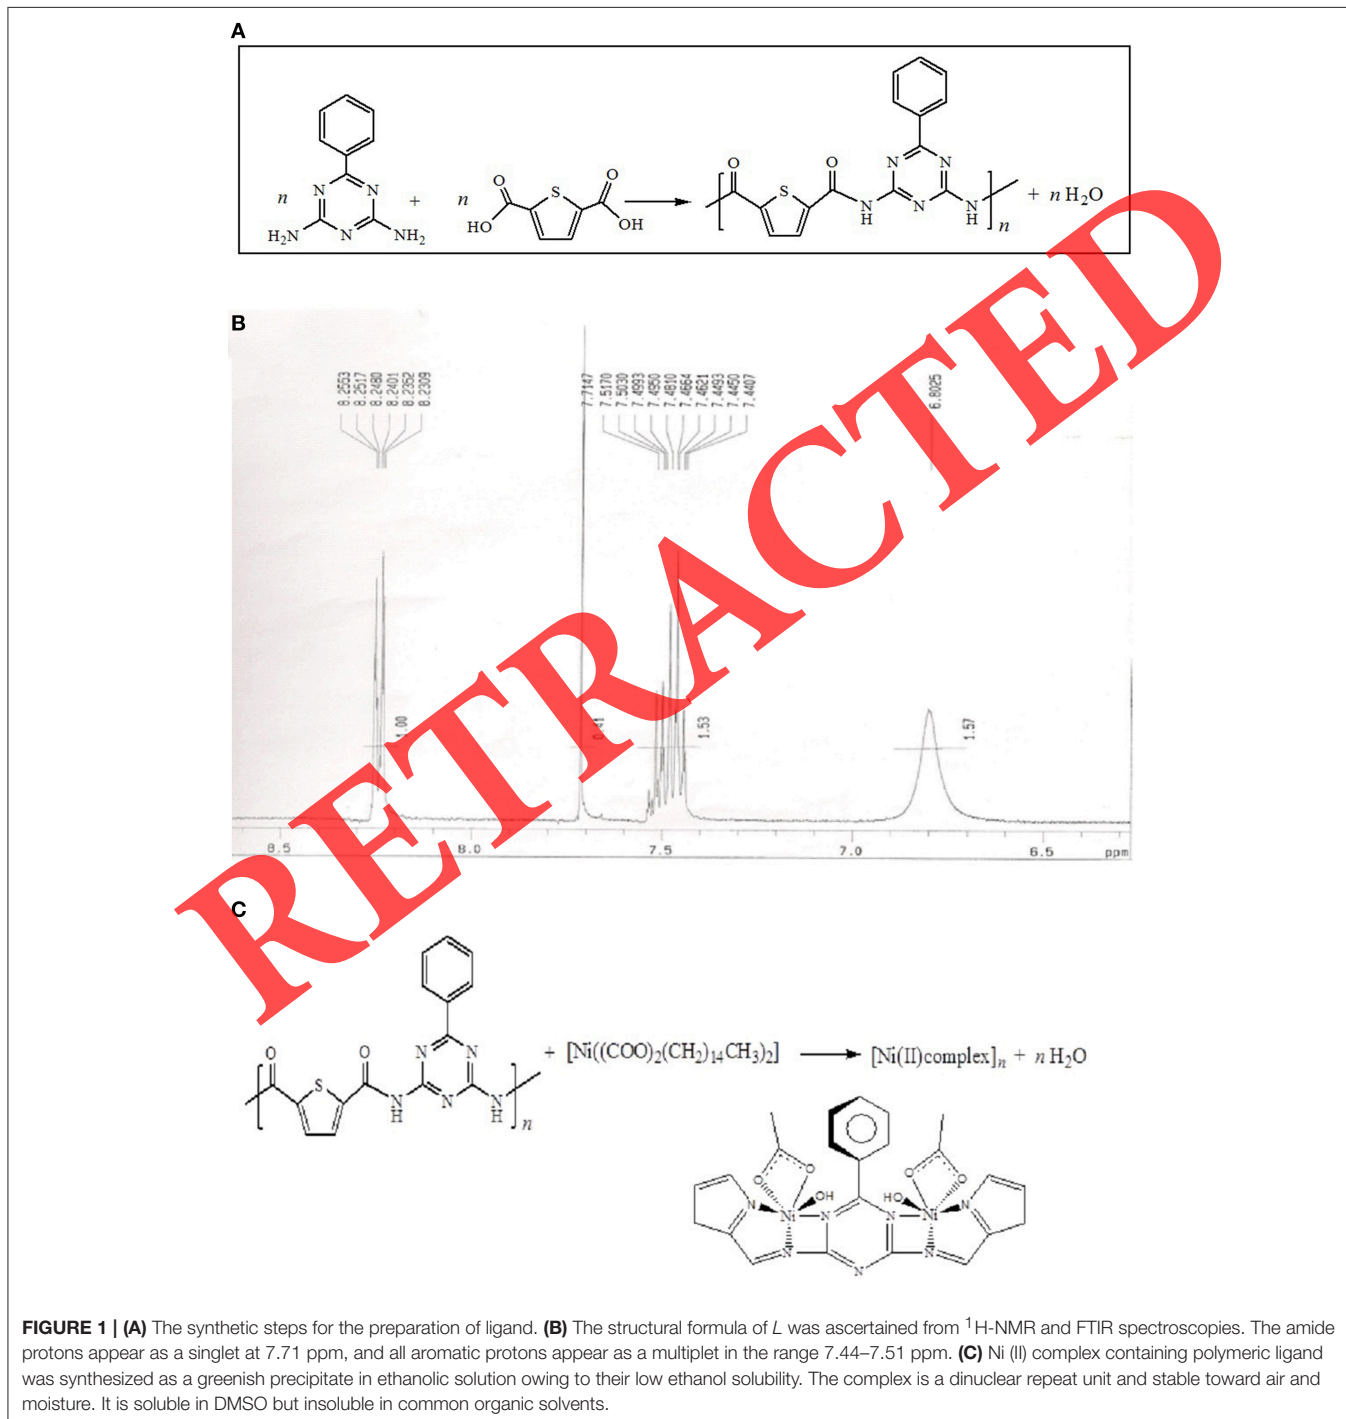 A
n
N
N
N
H₂N
NH₂
+
n
O
HO
S
O
OH
O
S
O
N
H
N
N
N
N
H
n
+ n H₂O
B
8.2553
8.2517
8.2480
8.2401
8.2352
8.2309
7.7147
7.5170
7.5030
7.4993
7.4950
7.4810
7.4664
7.4621
7.4493
7.4450
7.4407
6.8025
1.00
0.41
1.53
1.57
8.5
8.0
7.5
7.0
6.5
ppm
RETRACTED
C
O
O
S
N
H
N
N
N
N
H
n
+ [Ni((COO)₂(CH₂)₁₄CH₃)₂]
[Ni(II)complex]ₙ + n H₂O
O
O
OH
HO
O
O
N
Ni
N
N
Ni
N
N
N
N
FIGURE 1 | (A) The synthetic steps for the preparation of ligand. (B) The structural formula of L was ascertained from ¹H-NMR and FTIR spectroscopies. The amide
protons appear as a singlet at 7.71 ppm, and all aromatic protons appear as a multiplet in the range 7.44–7.51 ppm. (C) Ni (II) complex containing polymeric ligand
was synthesized as a greenish precipitate in ethanolic solution owing to their low ethanol solubility. The complex is a dinuclear repeat unit and stable toward air and
moisture. It is soluble in DMSO but insoluble in common organic solvents.